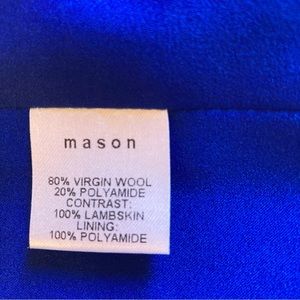 mason
80% VIRGIN WOOL
20% POLYAMIDE
CONTRAST:
100% LAMBSKIN
LINING:
100% POLYAMIDE